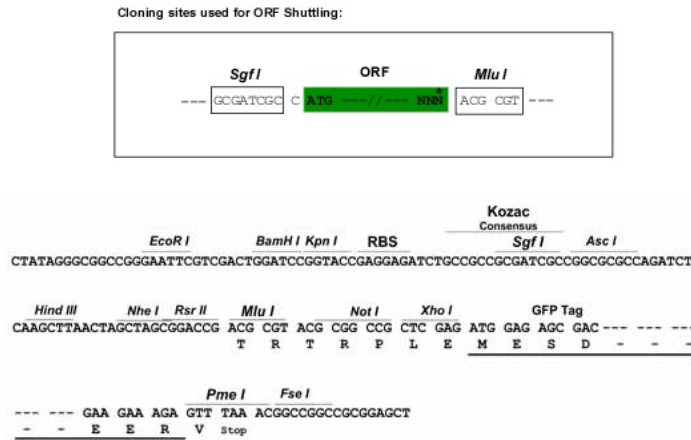 Cloning sites used for ORF Shuttling:
Sgf I ORF Mlu I
--- GCGATCGC C ATG ---//--- NNN* ACG CGT ---
Kozac
Consensus
EcoR I BamH I Kpn I RBS Sgf I Asc I
CTATAGGGCGGCCGGGAATTCGTCGACTGGATCCGGTACCGAGGAGATCTGCCGCCGCGATCGCCGGCGCGCCAGATCT
Hind III Nhe I Rsr II Mlu I Not I Xho I GFP Tag
CAAGCTTAACTAGCTAGCGGACCG ACG CGT ACG CGG CCG CTC GAG ATG GAG AGC GAC--- --- ---
T R T R P L E M E S D - - -
Pme I Fse I
--- --- GAA GAA AGA GTT TAA ACGGCCGGCCGCGGAGCT
- - E E R V Stop